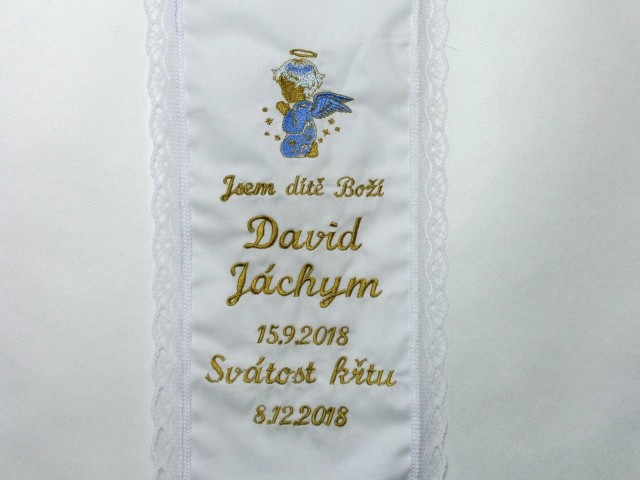 Jsem dítě Boží
David
Jáchym
15.9.2018
Svátost křtu
8.12.2018